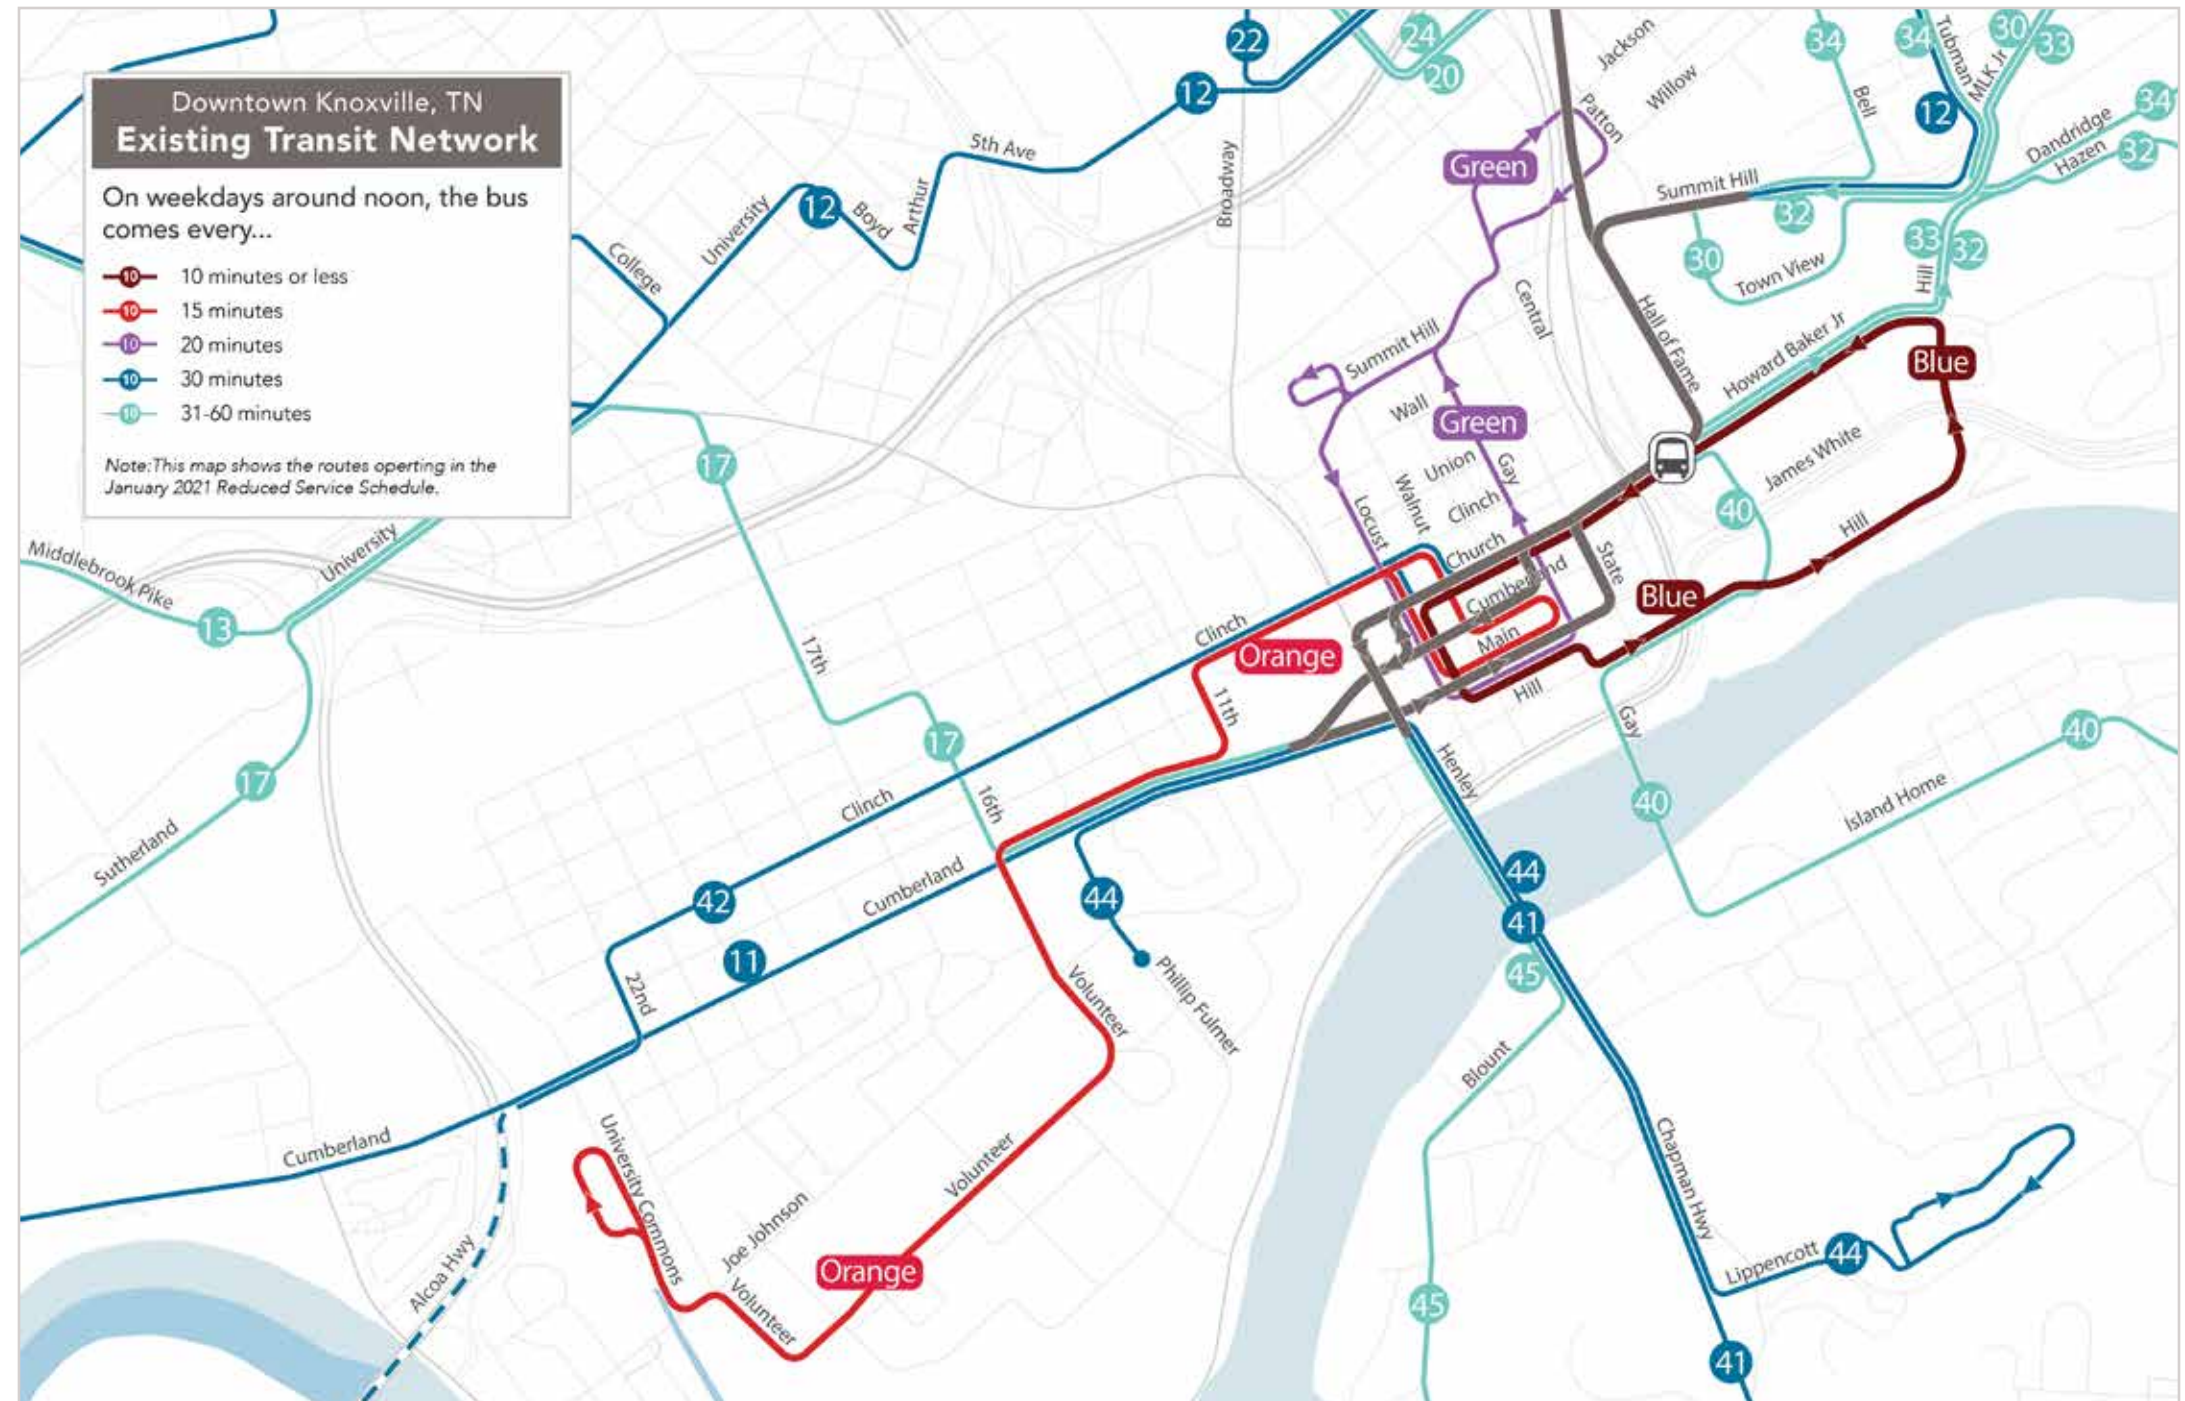 Downtown Knoxville, TN
Existing Transit Network
On weekdays around noon, the bus
comes every...
10 10 minutes or less
10 15 minutes
10 20 minutes
10 30 minutes
10 31-60 minutes
Note:This map shows the routes operting in the
January 2021 Reduced Service Schedule.
22
24
20
12
5th Ave
Broadway
Jackson
Willow
Patton
Green
34
Bell
34
Tubman
MLK Jr
30
33
12
34
Dandridge
Hazen
32
Summit Hill
32
30
Town View
33
32
Hill
University
12
Boyd
Arthur
College
Central
Hall of Fame
Howard Baker Jr
Blue
Summit Hill
Wall
Green
Union
Gay
Clinch
Walnut
Locust
Church
James White
40
Hill
State
Cumberland
Main
Blue
Hill
17
University
Middlebrook Pike
13
17th
Clinch
Orange
11th
Henley
Gay
40
40
Island Home
17
17
Sutherland
16th
Clinch
42
Cumberland
11
22nd
44
44
41
45
Phillip Fulmer
Volunteer
Blount
Cumberland
University Commons
Volunteer
Joe Johnson
Orange
Volunteer
Alcoa Hwy
Chapman Hwy
Lippencott
44
45
41